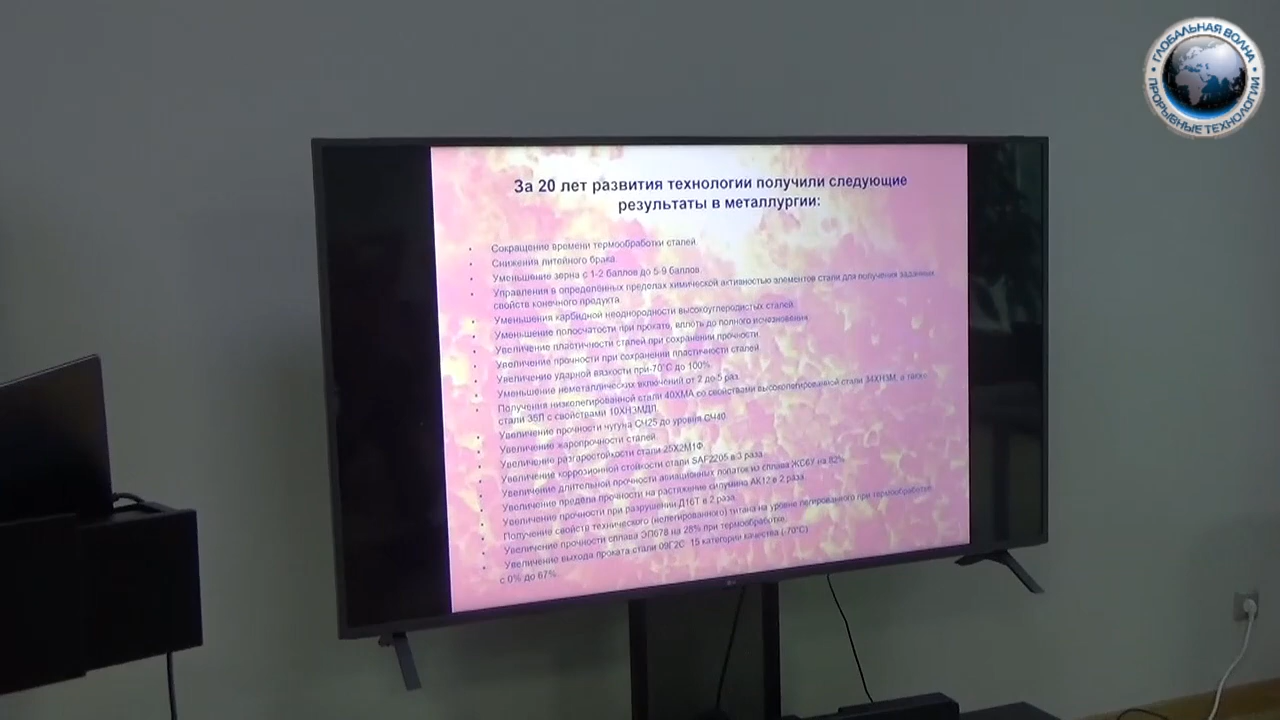 ГЛОБАЛЬНАЯ ВОЛНА
ПРОРЫВНЫЕ ТЕХНОЛОГИИ
За 20 лет развития технологии получили следующие
результаты в металлургии:
• Сокращение времени термообработки сталей.
• Снижения литейного брака.
• Уменьшение зерна с 1-2 баллов до 5-9 баллов.
• Управления в определенных пределах химической активностью элементов стали для получения заданных
свойств конечного продукта.
• Уменьшения карбидной неоднородности высокоуглеродистых сталей.
• Уменьшение полосчатости при прокате, вплоть до полного исчезновения.
• Увеличение пластичности сталей при сохранении прочности.
• Увеличение прочности при сохранении пластичности сталей.
• Увеличение ударной вязкости при-70°С до 100%.
• Уменьшение неметаллических включений от 2 до 5 раз.
• Получения низколегированной стали 40ХМА со свойствами высоколегированной стали 34ХН3М, а также
стали 35Л с свойствами 10ХН3МДЛ.
• Увеличение прочности чугуна СЧ25 до уровня СЧ40.
• Увеличение жаропрочности сталей.
• Увеличение разгаростойкости стали 25Х2М1Ф.
• Увеличение коррозионной стойкости стали SAF2205 в 3 раза.
• Увеличение длительной прочности авиационных лопаток из сплава ЖС6У на 82%
• Увеличение предела прочности на растяжение силумина АК12 в 2 раза.
• Увеличение прочности при разрушении Д16Т в 2 раза.
• Получение свойств технического (нелегированного) титана на уровне легированного при термообработке.
• Увеличение прочности сплава ЭП678 на 28% при термообработке.
• Увеличение выхода проката стали 09Г2С 15 категории качества (-70°С)
с 0% до 67%.
LG